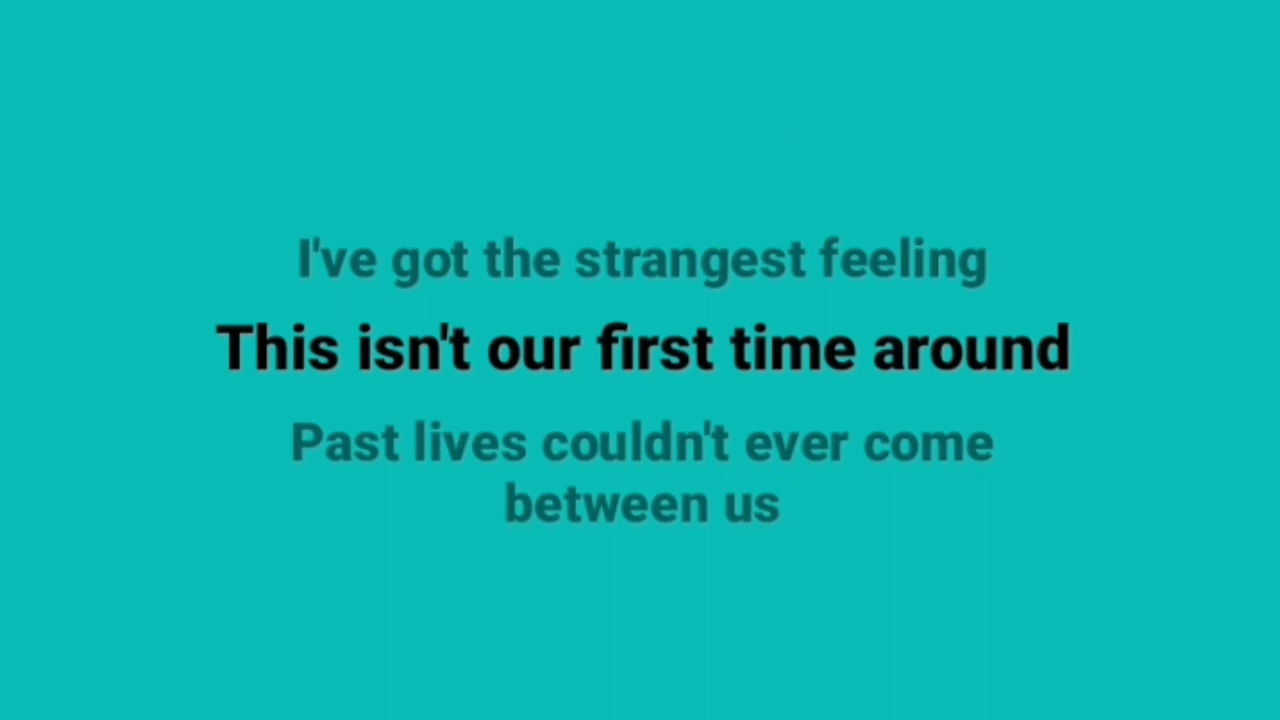 I've got the strangest feeling
This isn't our first time around
Past lives couldn't ever come
between us